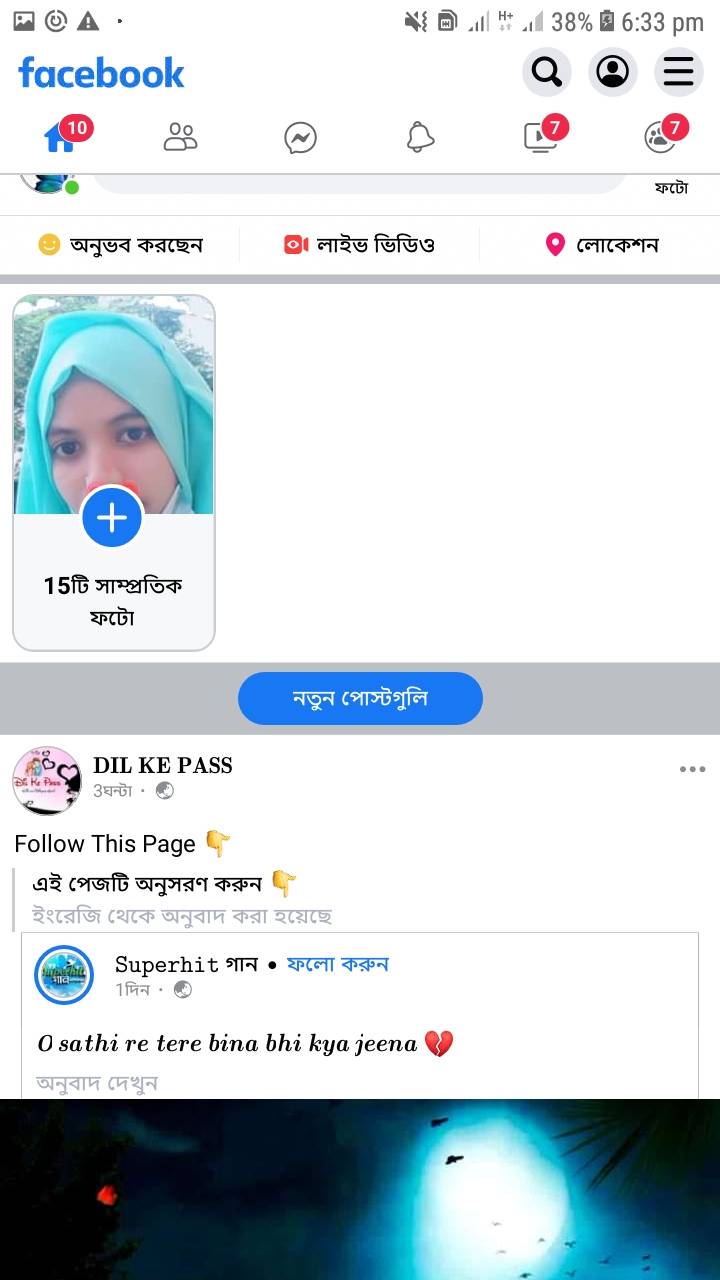 H+ 38% 6:33 pm
facebook
10 7 7
ফটো
অনুভব করছেন লাইভ ভিডিও লোকেশন
15টি সাম্প্রতিক
ফটো
নতুন পোস্টগুলি
DIL KE PASS
3ঘন্টা ·
Follow This Page 👇
এই পেজটি অনুসরণ করুন 👇
ইংরেজি থেকে অনুবাদ করা হয়েছে
Superhit গান • ফলো করুন
1দিন ·
O sathi re tere bina bhi kya jeena 💔
অনুবাদ দেখুন